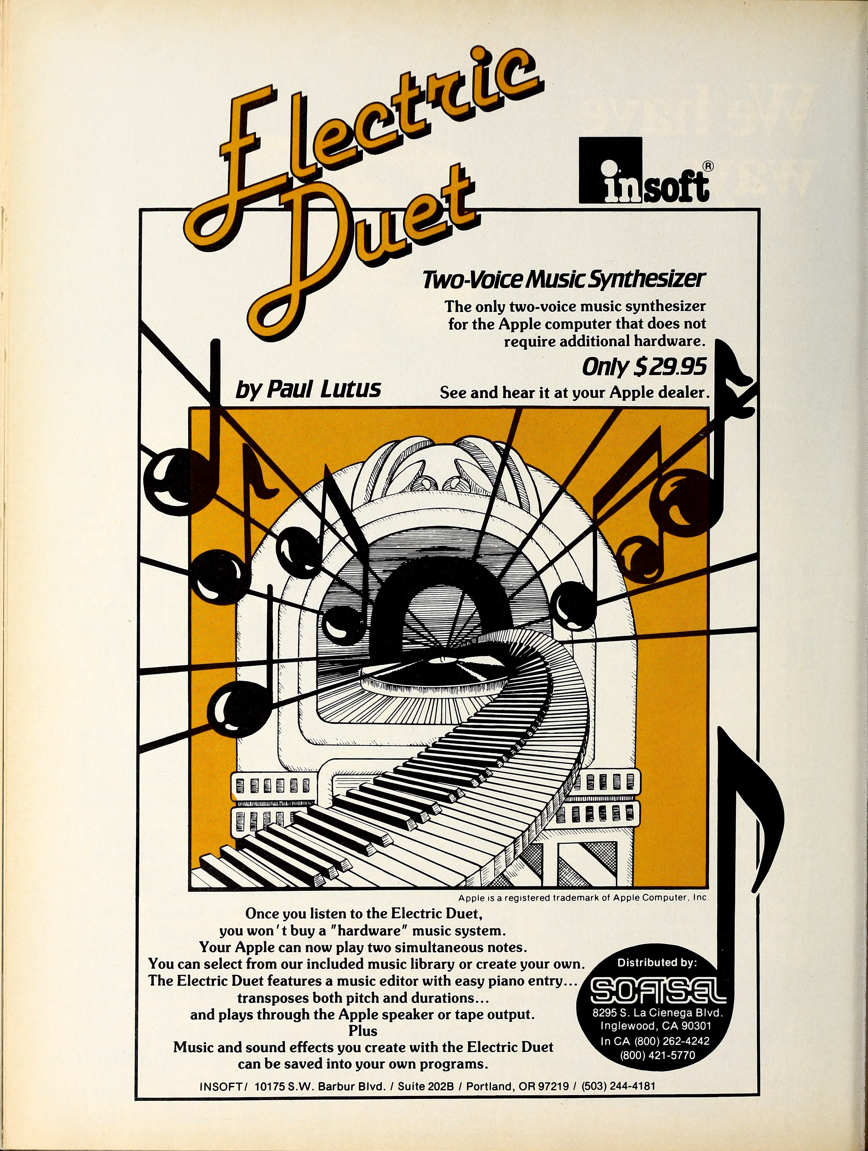 Electric
Duet
insoft®
Two-Voice Music Synthesizer
The only two-voice music synthesizer
for the Apple computer that does not
require additional hardware.
Only $29.95
by Paul Lutus
See and hear it at your Apple dealer.
Apple is a registered trademark of Apple Computer, Inc.
Once you listen to the Electric Duet,
you won't buy a "hardware" music system.
Your Apple can now play two simultaneous notes.
You can select from our included music library or create your own.
The Electric Duet features a music editor with easy piano entry...
transposes both pitch and durations...
and plays through the Apple speaker or tape output.
Plus
Music and sound effects you create with the Electric Duet
can be saved into your own programs.
Distributed by:
SOFTSEL
8295 S. La Cienega Blvd.
Inglewood, CA 90301
In CA (800) 262-4242
(800) 421-5770
INSOFT/ 10175 S.W. Barbur Blvd. / Suite 202B / Portland, OR 97219 / (503) 244-4181